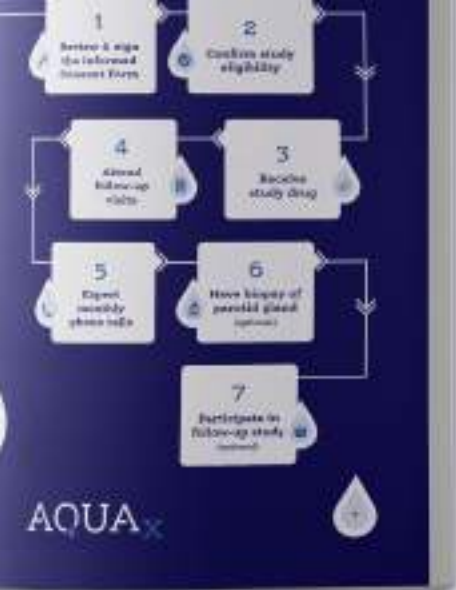 1
Review & sign
the Informed
Consent Form
2
Confirm study
eligibility
3
Receive
study drug
4
Attend
follow-up
visits
5
Expect
monthly
phone calls
6
Have biopsy of
parotid gland
(optional)
7
Participate in
follow-up study
(optional)
AQUAx